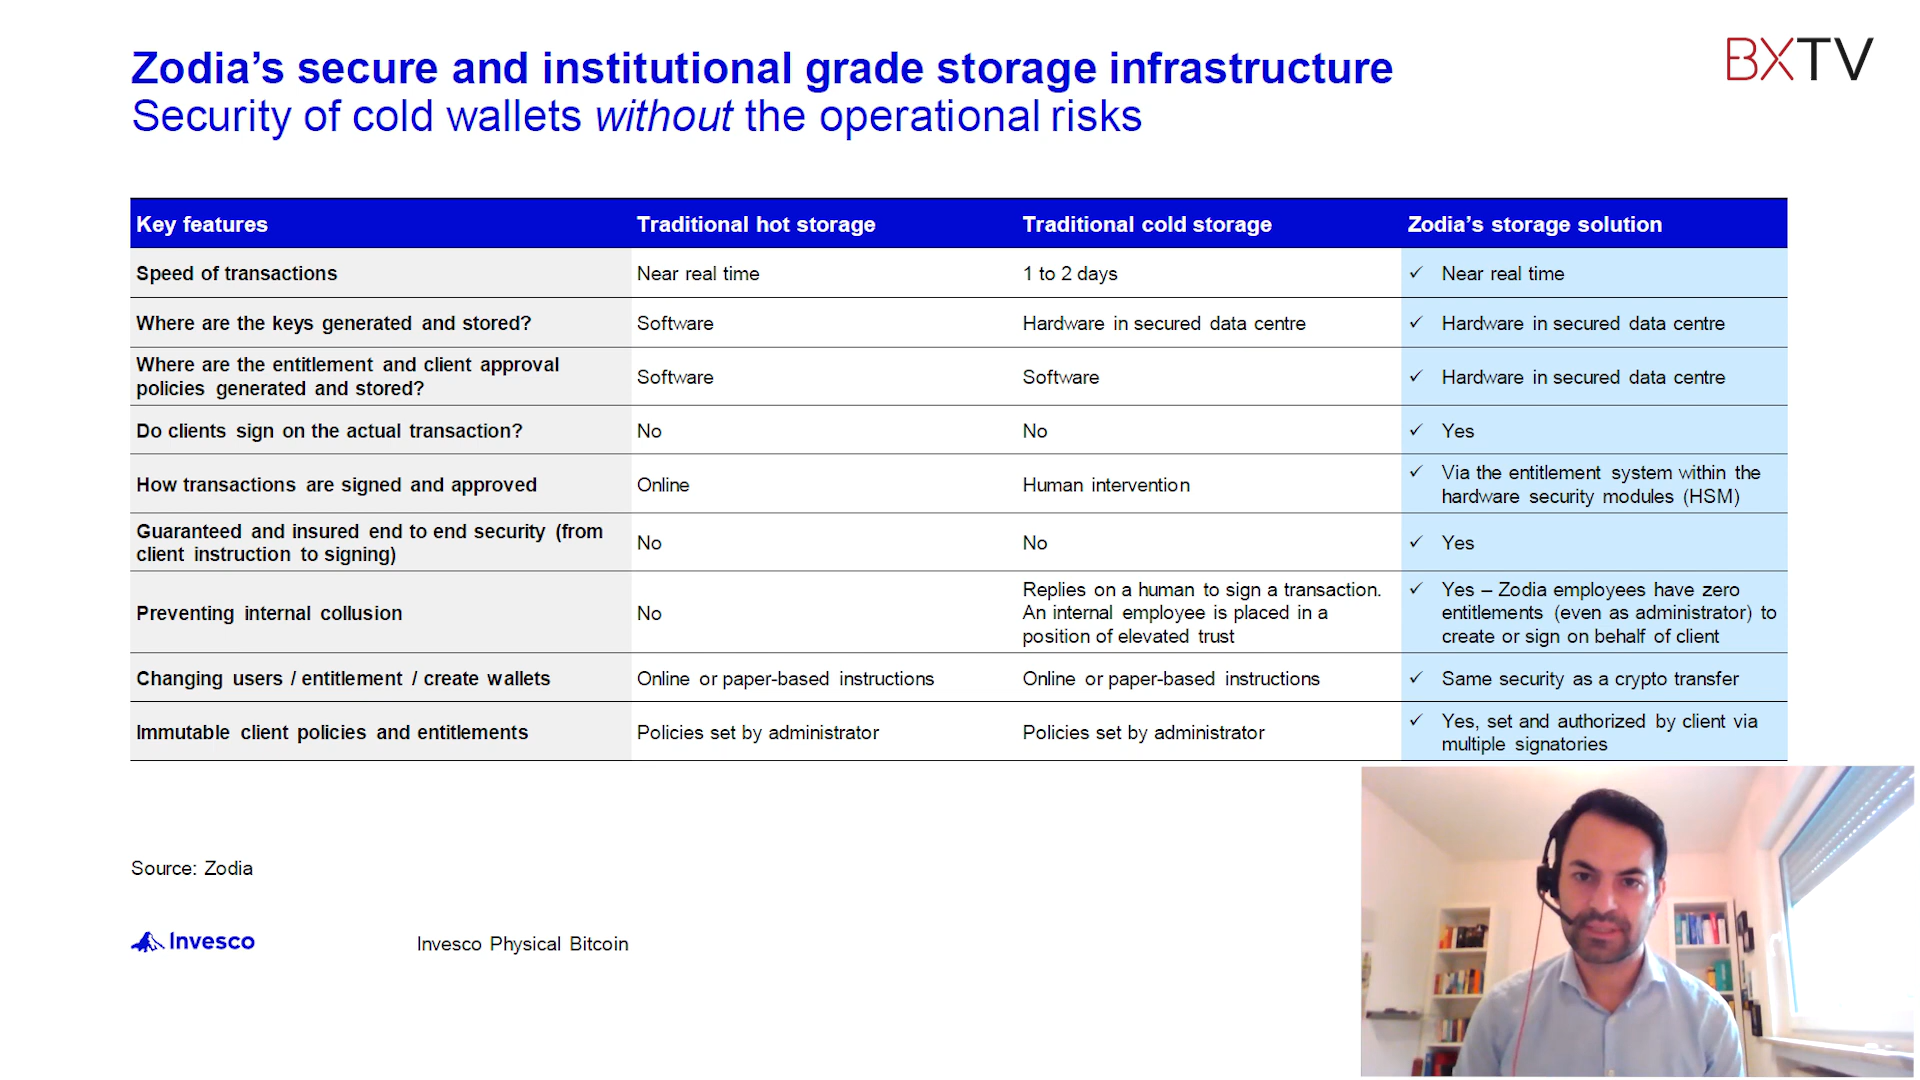 BXTV
Zodia’s secure and institutional grade storage infrastructure
Security of cold wallets without the operational risks
Key features Traditional hot storage Traditional cold storage Zodia’s storage solution
Speed of transactions Near real time 1 to 2 days ✓ Near real time
Where are the keys generated and stored? Software Hardware in secured data centre ✓ Hardware in secured data centre
Where are the entitlement and client approval
policies generated and stored? Software Software ✓ Hardware in secured data centre
Do clients sign on the actual transaction? No No ✓ Yes
How transactions are signed and approved Online Human intervention ✓ Via the entitlement system within the
hardware security modules (HSM)
Guaranteed and insured end to end security (from
client instruction to signing) No No ✓ Yes
Preventing internal collusion No Replies on a human to sign a transaction.
An internal employee is placed in a
position of elevated trust
✓ Yes – Zodia employees have zero
entitlements (even as administrator) to
create or sign on behalf of client
Changing users / entitlement / create wallets Online or paper-based instructions Online or paper-based instructions ✓ Same security as a crypto transfer
Immutable client policies and entitlements Policies set by administrator Policies set by administrator ✓ Yes, set and authorized by client via
multiple signatories
Source: Zodia
Invesco Invesco Physical Bitcoin